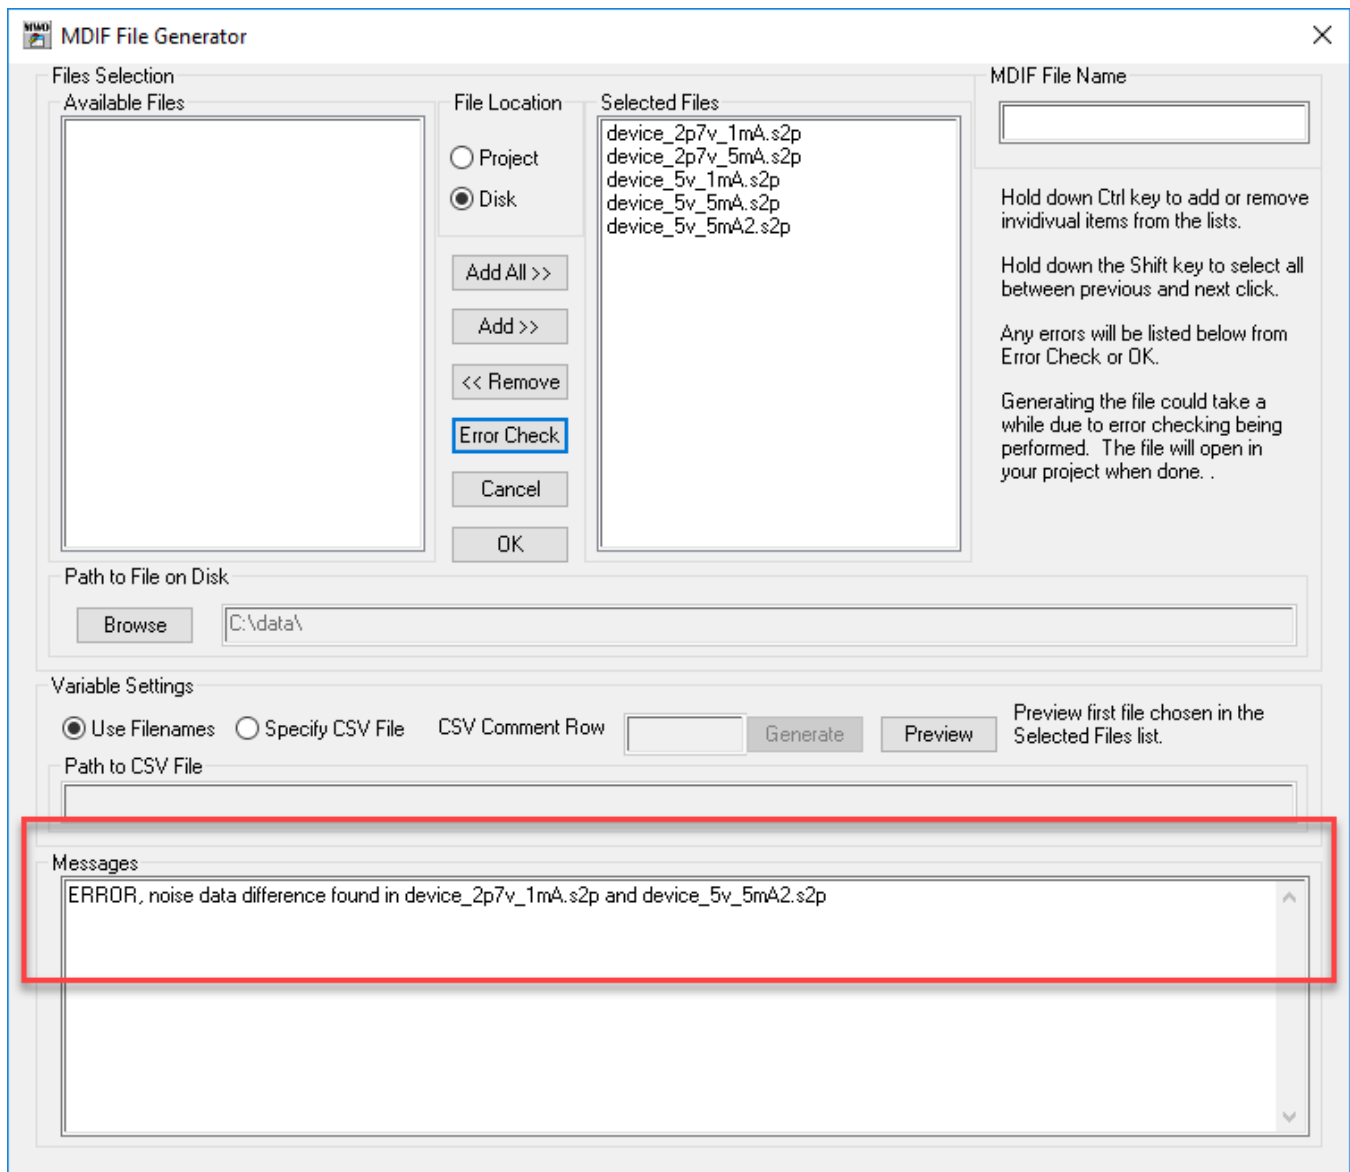 MWO
MDIF File Generator
Files Selection
Available Files
File Location
Project
Disk
Add All >>
Add >>
<< Remove
Error Check
Cancel
OK
Selected Files
device_2p7v_1mA.s2p
device_2p7v_5mA.s2p
device_5v_1mA.s2p
device_5v_5mA.s2p
device_5v_5mA2.s2p
MDIF File Name
Hold down Ctrl key to add or remove
invidivual items from the lists.
Hold down the Shift key to select all
between previous and next click.
Any errors will be listed below from
Error Check or OK.
Generating the file could take a
while due to error checking being
performed.  The file will open in
your project when done. .
Path to File on Disk
Browse
C:\data\
Variable Settings
Use Filenames
Specify CSV File
CSV Comment Row
Generate
Preview
Preview first file chosen in the
Selected Files list.
Path to CSV File
Messages
ERROR, noise data difference found in device_2p7v_1mA.s2p and device_5v_5mA2.s2p